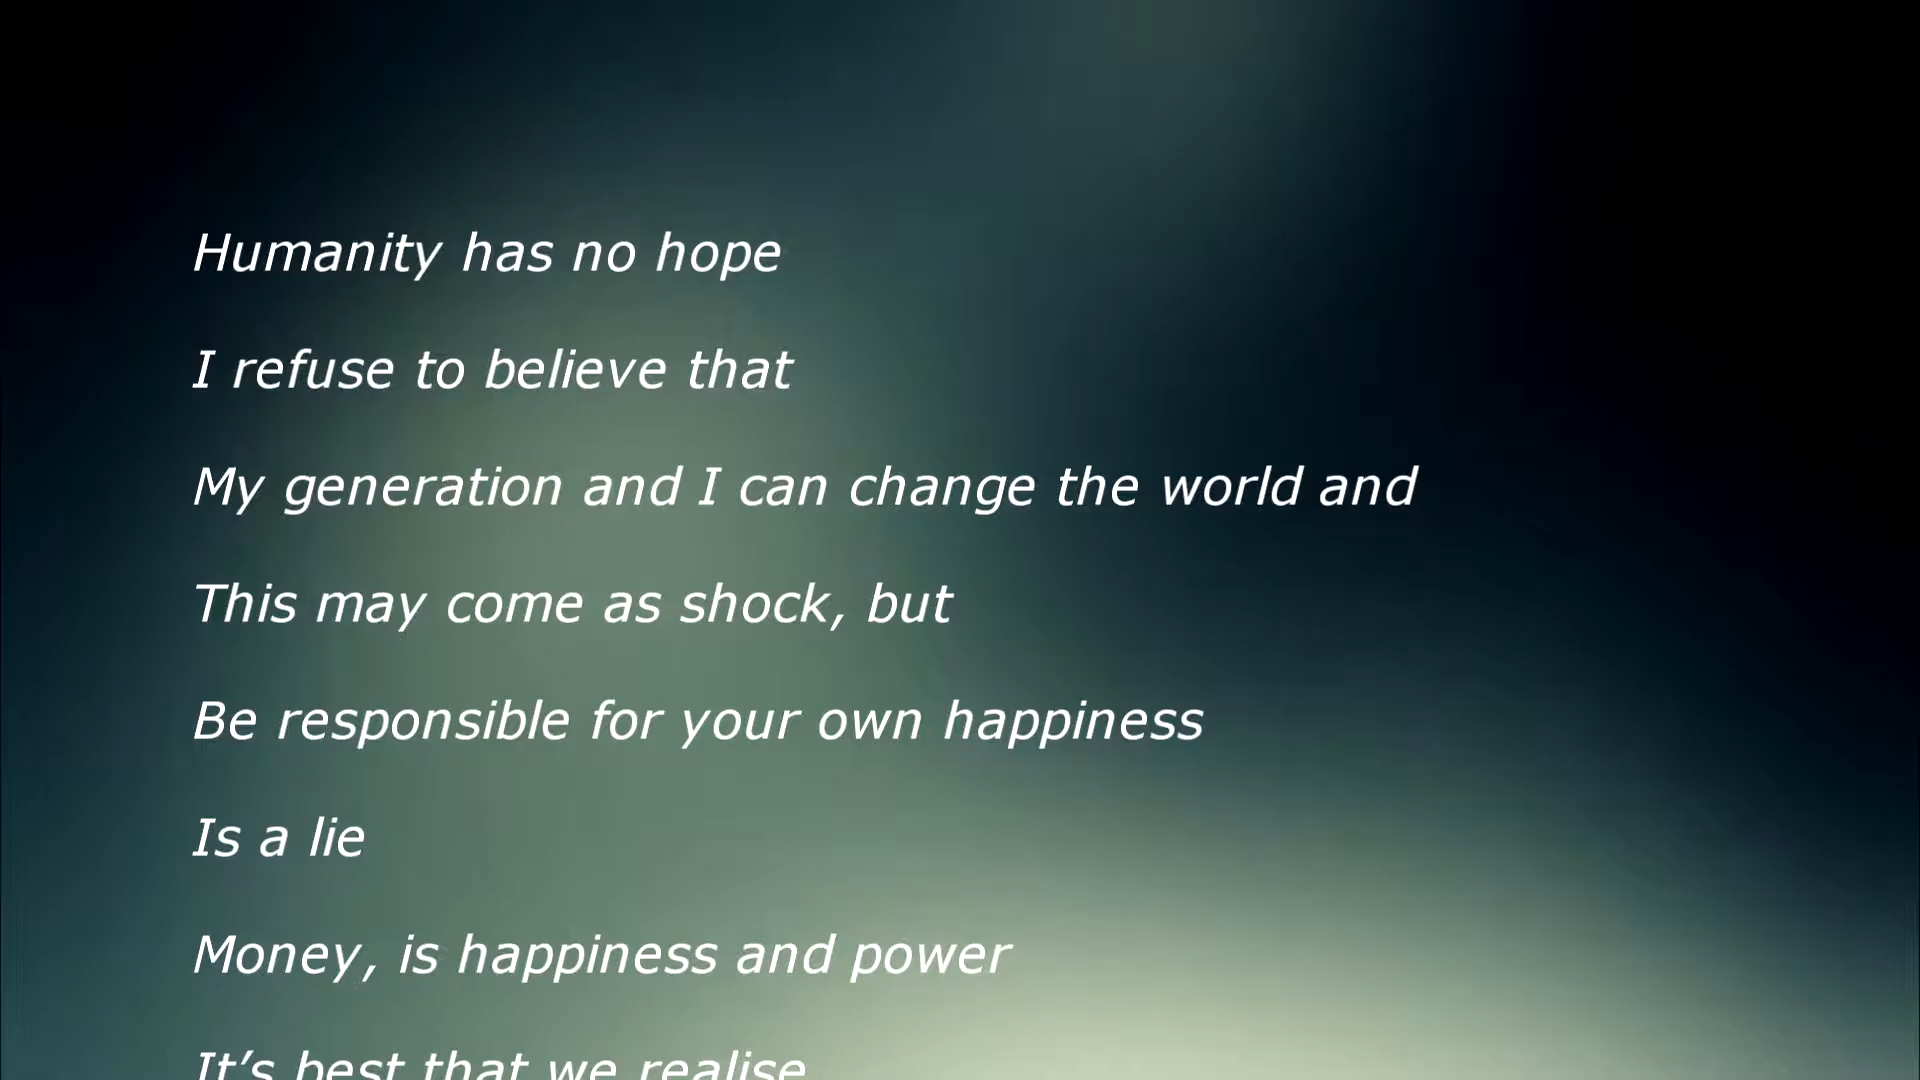 Humanity has no hope
I refuse to believe that
My generation and I can change the world and
This may come as shock, but
Be responsible for your own happiness
Is a lie
Money, is happiness and power
It’s best that we realise